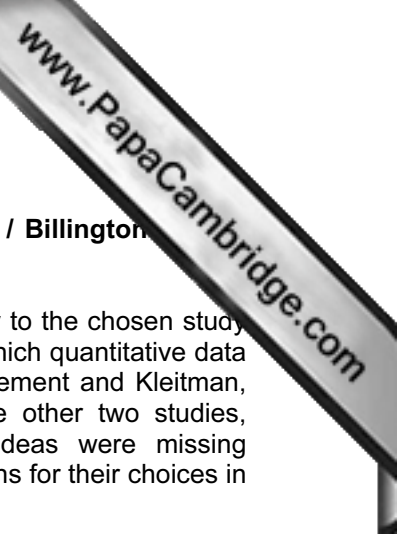 www.PapaCambridge.com
/ Billington
to the chosen study
hich quantitative data
ement and Kleitman,
other two studies,
deas were missing
ns for their choices in